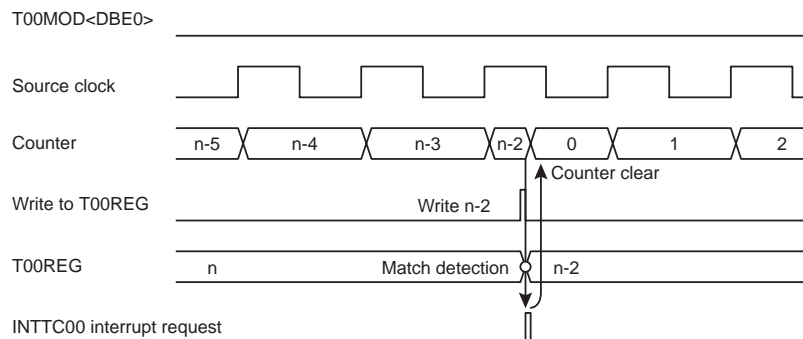 T00MOD<DBE0>
Source clock
Counter n-5 n-4 n-3 n-2 0 1 2
Counter clear
Write to T00REG Write n-2
T00REG n Match detection n-2
INTTC00 interrupt request